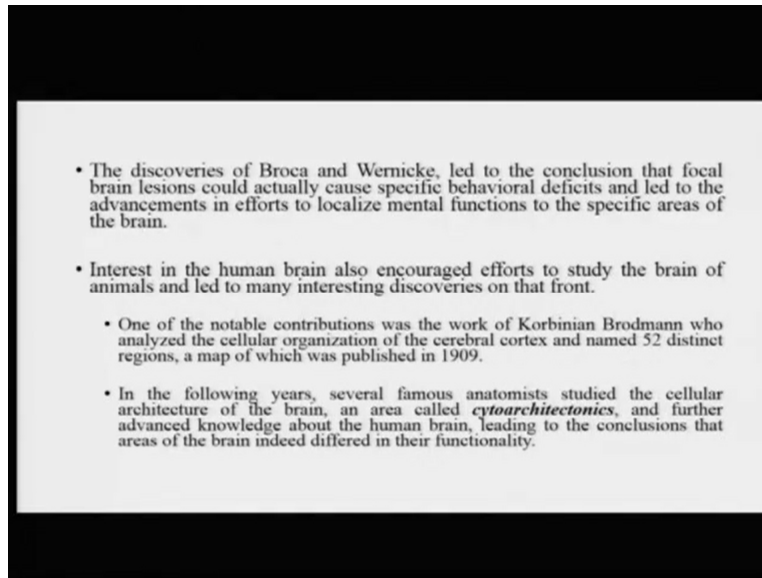 • The discoveries of Broca and Wernicke, led to the conclusion that focal
brain lesions could actually cause specific behavioral deficits and led to the
advancements in efforts to localize mental functions to the specific areas of
the brain.
• Interest in the human brain also encouraged efforts to study the brain of
animals and led to many interesting discoveries on that front.
• One of the notable contributions was the work of Korbinian Brodmann who
analyzed the cellular organization of the cerebral cortex and named 52 distinct
regions, a map of which was published in 1909.
• In the following years, several famous anatomists studied the cellular
architecture of the brain, an area called cytoarchitectonics, and further
advanced knowledge about the human brain, leading to the conclusions that
areas of the brain indeed differed in their functionality.